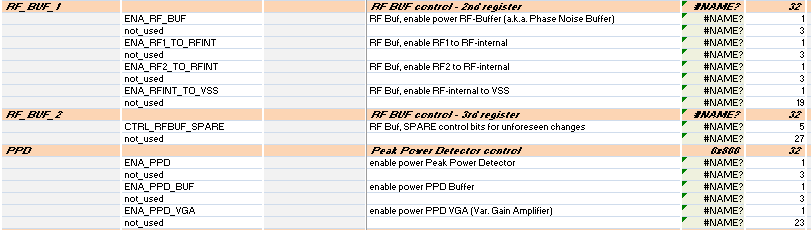 RF_BUF_1 RF BUF control - 2nd register #NAME? 32
ENA_RF_BUF RF Buf, enable power RF-Buffer (a.k.a. Phase Noise Buffer) #NAME? 1
not_used #NAME? 3
ENA_RF1_TO_RFINT RF Buf, enable RF1 to RF-internal #NAME? 1
not_used #NAME? 3
ENA_RF2_TO_RFINT RF Buf, enable RF2 to RF-internal #NAME? 1
not_used #NAME? 3
ENA_RFINT_TO_VSS RF Buf, enable RF-internal to VSS #NAME? 1
not_used #NAME? 19
RF_BUF_2 RF BUF control - 3rd register #NAME? 32
CTRL_RFBUF_SPARE RF Buf, SPARE control bits for unforeseen changes #NAME? 5
not_used #NAME? 27
PPD Peak Power Detector control 32
ENA_PPD enable power Peak Power Detector #NAME? 1
not_used #NAME? 3
ENA_PPD_BUF enable power PPD Buffer #NAME? 1
not_used #NAME? 3
ENA_PPD_VGA enable power PPD VGA (Var. Gain Amplifier) #NAME? 1
not_used #NAME? 23